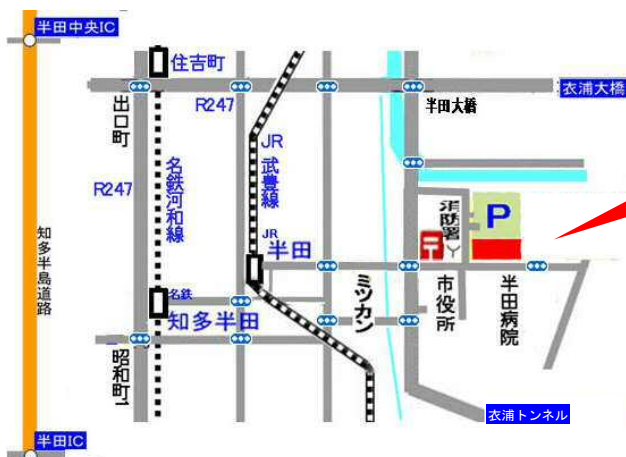 半田中央IC
住吉町
衣浦大橋
出口町
R247
半田大橋
JR
武豊線
名鉄河和線
R247
消防署
P
知多半島道路
JR
半田
〒
ミツカン
市役所
半田病院
名鉄
知多半田
昭和町
衣浦トンネル
半田IC